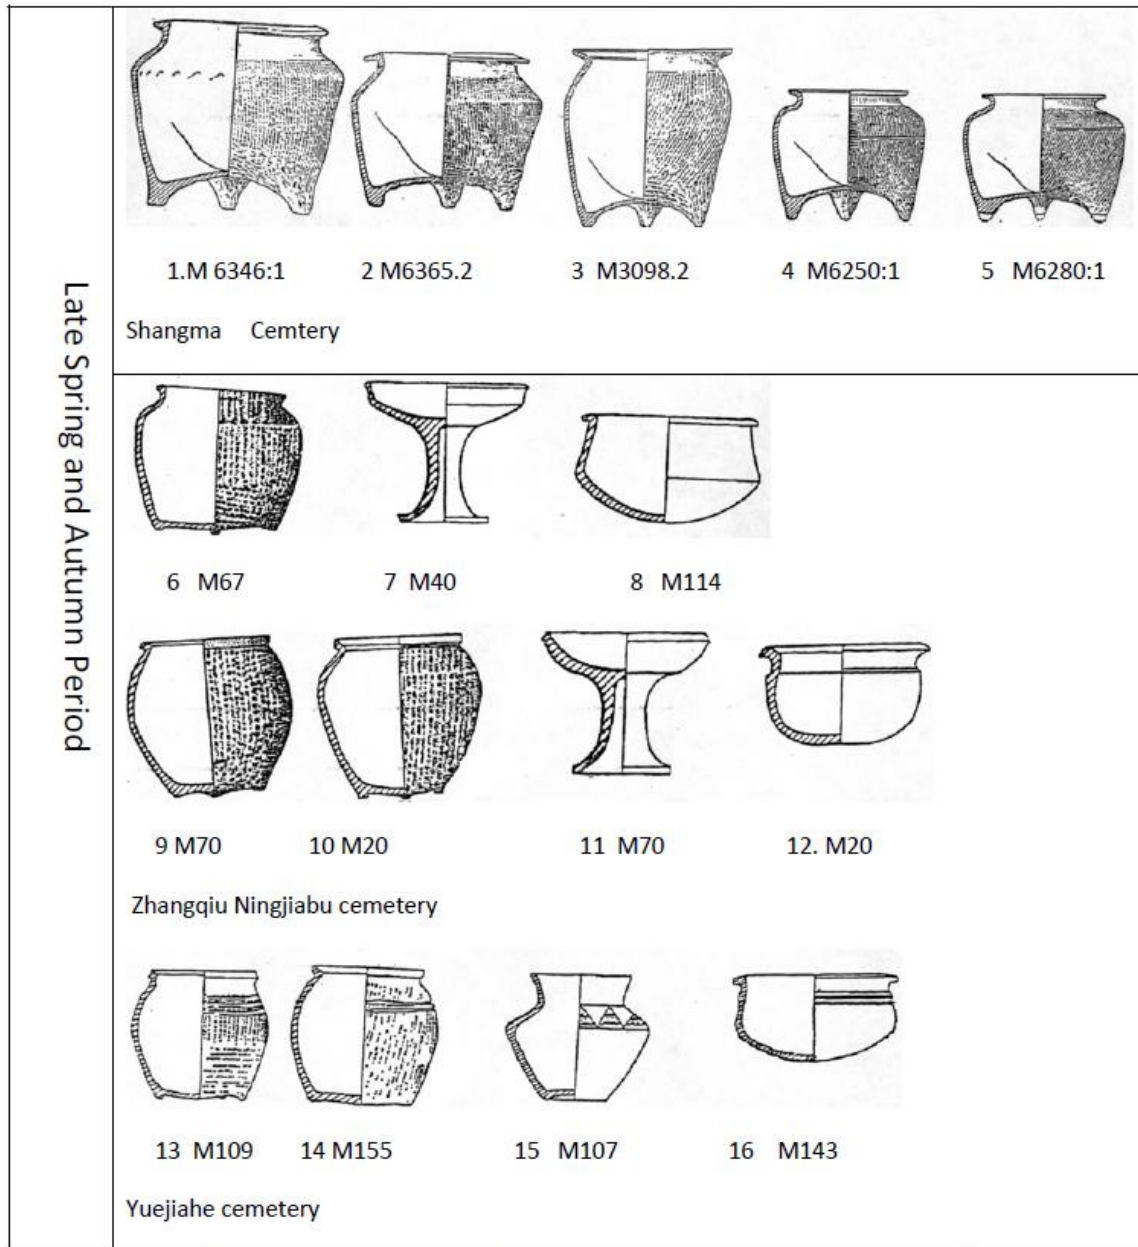 Late Spring and Autumn Period
1.M 6346:1 2 M6365.2 3 M3098.2 4 M6250:1 5 M6280:1
Shangma Cemtery
6 M67 7 M40 8 M114
9 M70 10 M20 11 M70 12. M20
Zhangqiu Ningjiabu cemetery
13 M109 14 M155 15 M107 16 M143
Yuejiahe cemetery